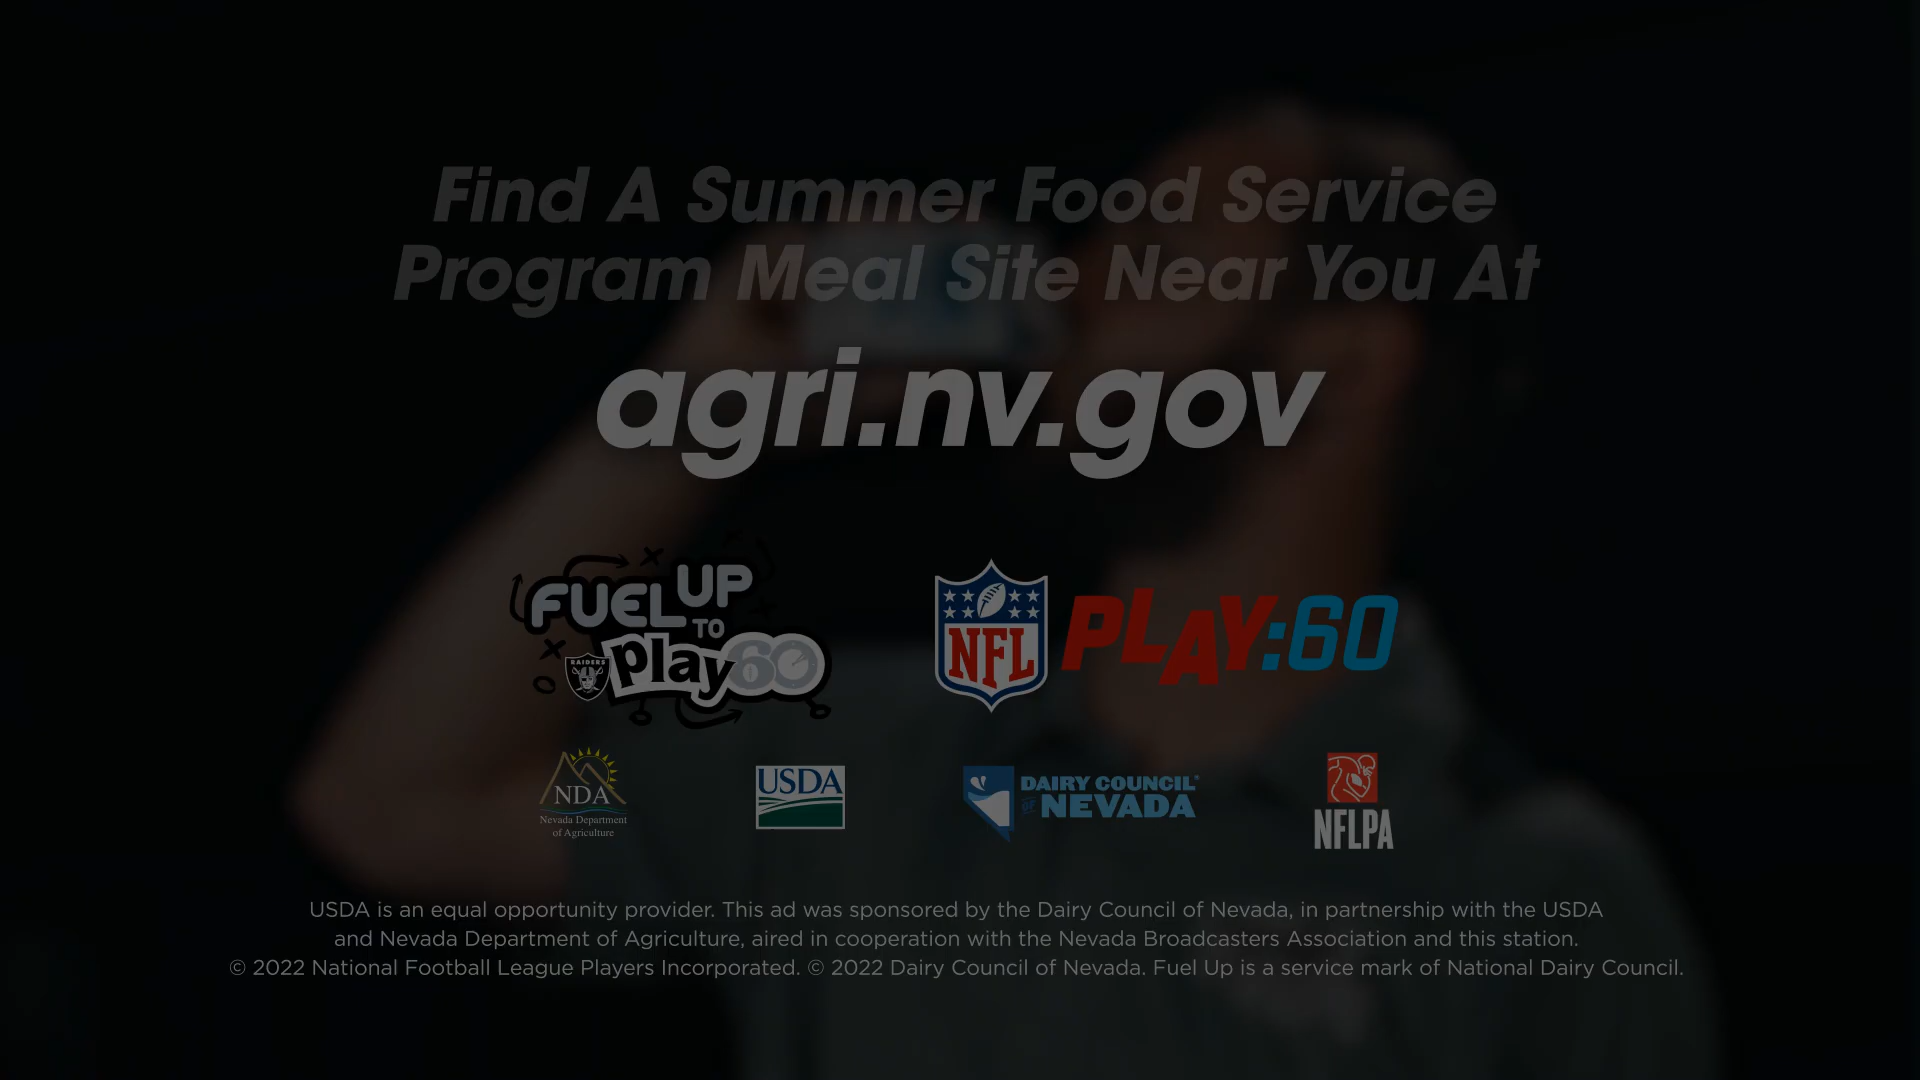 Find A Summer Food Service
Program Meal Site Near You At
agri.nv.gov
FUEL UP
TO
play60
RAIDERS
NFL PLAY:60
NDA
Nevada Department
of Agriculture
USDA
DAIRY COUNCIL®
OF NEVADA
NFLPA
USDA is an equal opportunity provider. This ad was sponsored by the Dairy Council of Nevada, in partnership with the USDA
and Nevada Department of Agriculture, aired in cooperation with the Nevada Broadcasters Association and this station.
© 2022 National Football League Players Incorporated. © 2022 Dairy Council of Nevada. Fuel Up is a service mark of National Dairy Council.